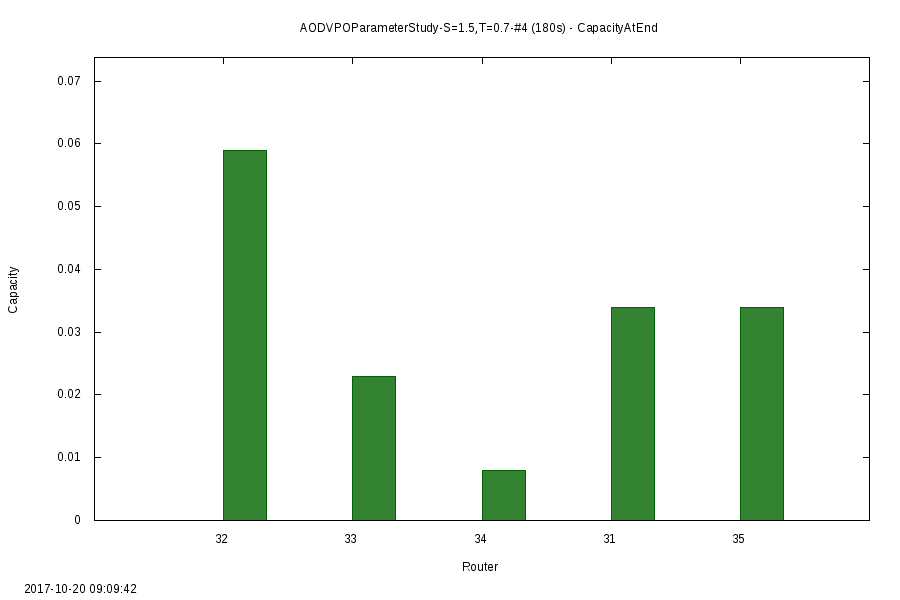 AODVPOParameterStudy-S=1.5,T=0.7-#4 (180s) - CapacityAtEnd
0.07
0.06
0.05
0.04
0.03
0.02
0.01
0
Capacity
32 33 34 31 35
Router
2017-10-20 09:09:42